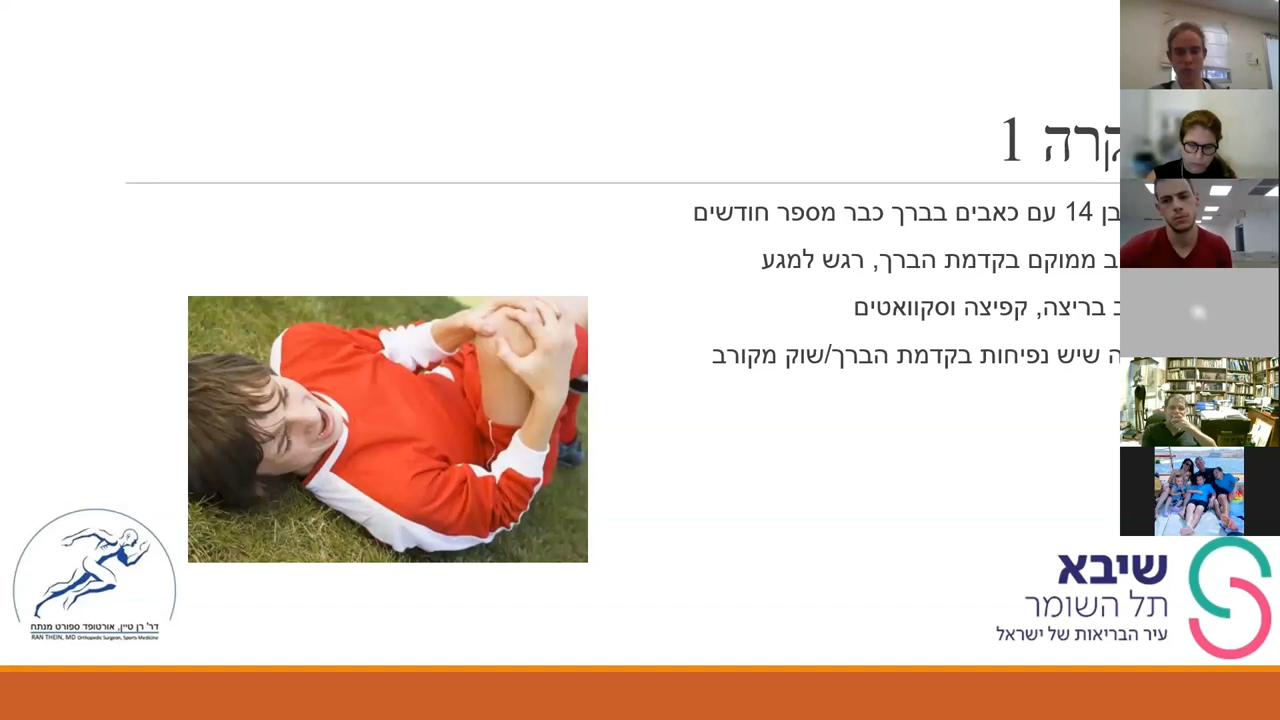 קרה 1
בן 14 עם כאבים בברך כבר מספר חודשים
ב ממוקם בקדמת הברך, רגש למגע
ב בריצה, קפיצה וסקוואטים
ה שיש נפיחות בקדמת הברך/שוק מקורב
דר' רן טיין, אורטופד ספורט מנתח
RAN THEIN, MD Orthopedic Surgeon, Sports Medicine
שיבא
תל השומר
עיר הבריאות של ישראל